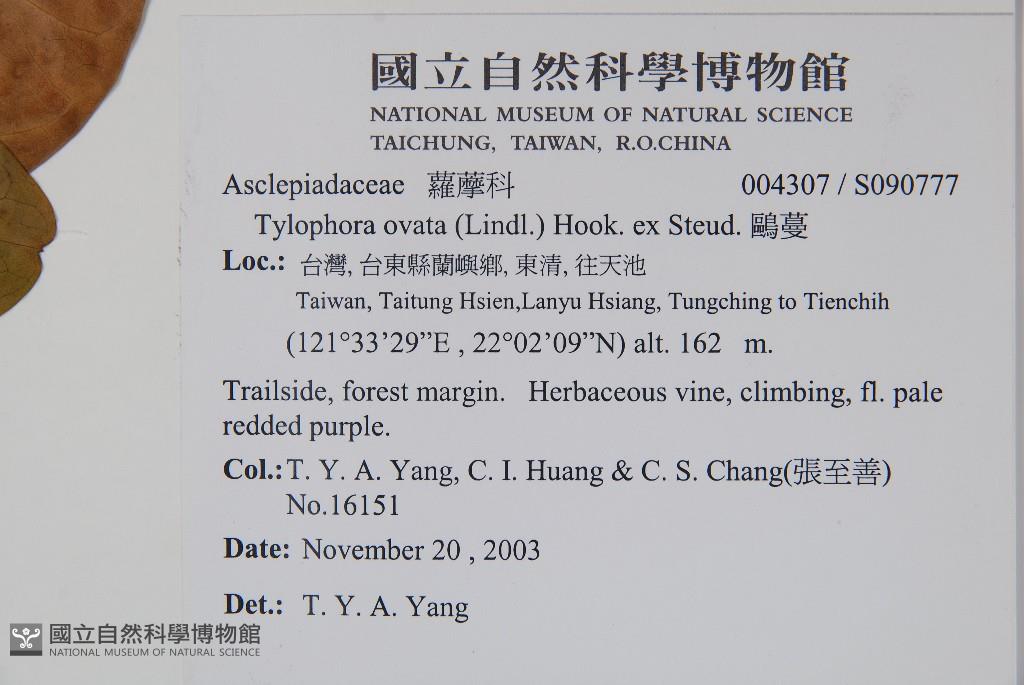 國立自然科學博物館
NATIONAL MUSEUM OF NATURAL SCIENCE
TAICHUNG, TAIWAN, R.O.CHINA
Asclepiadaceae 蘿藦科 004307 / S090777
Tylophora ovata (Lindl.) Hook. ex Steud. 鷗蔓
Loc.: 台灣, 台東縣蘭嶼鄉, 東清, 往天池
Taiwan, Taitung Hsien,Lanyu Hsiang, Tungching to Tienchih
(121°33’29”E , 22°02’09”N) alt. 162 m.
Trailside, forest margin. Herbaceous vine, climbing, fl. pale
redded purple.
Col.: T. Y. A. Yang, C. I. Huang & C. S. Chang(張至善)
No.16151
Date: November 20 , 2003
Det.: T. Y. A. Yang
國立自然科學博物館
NATIONAL MUSEUM OF NATURAL SCIENCE